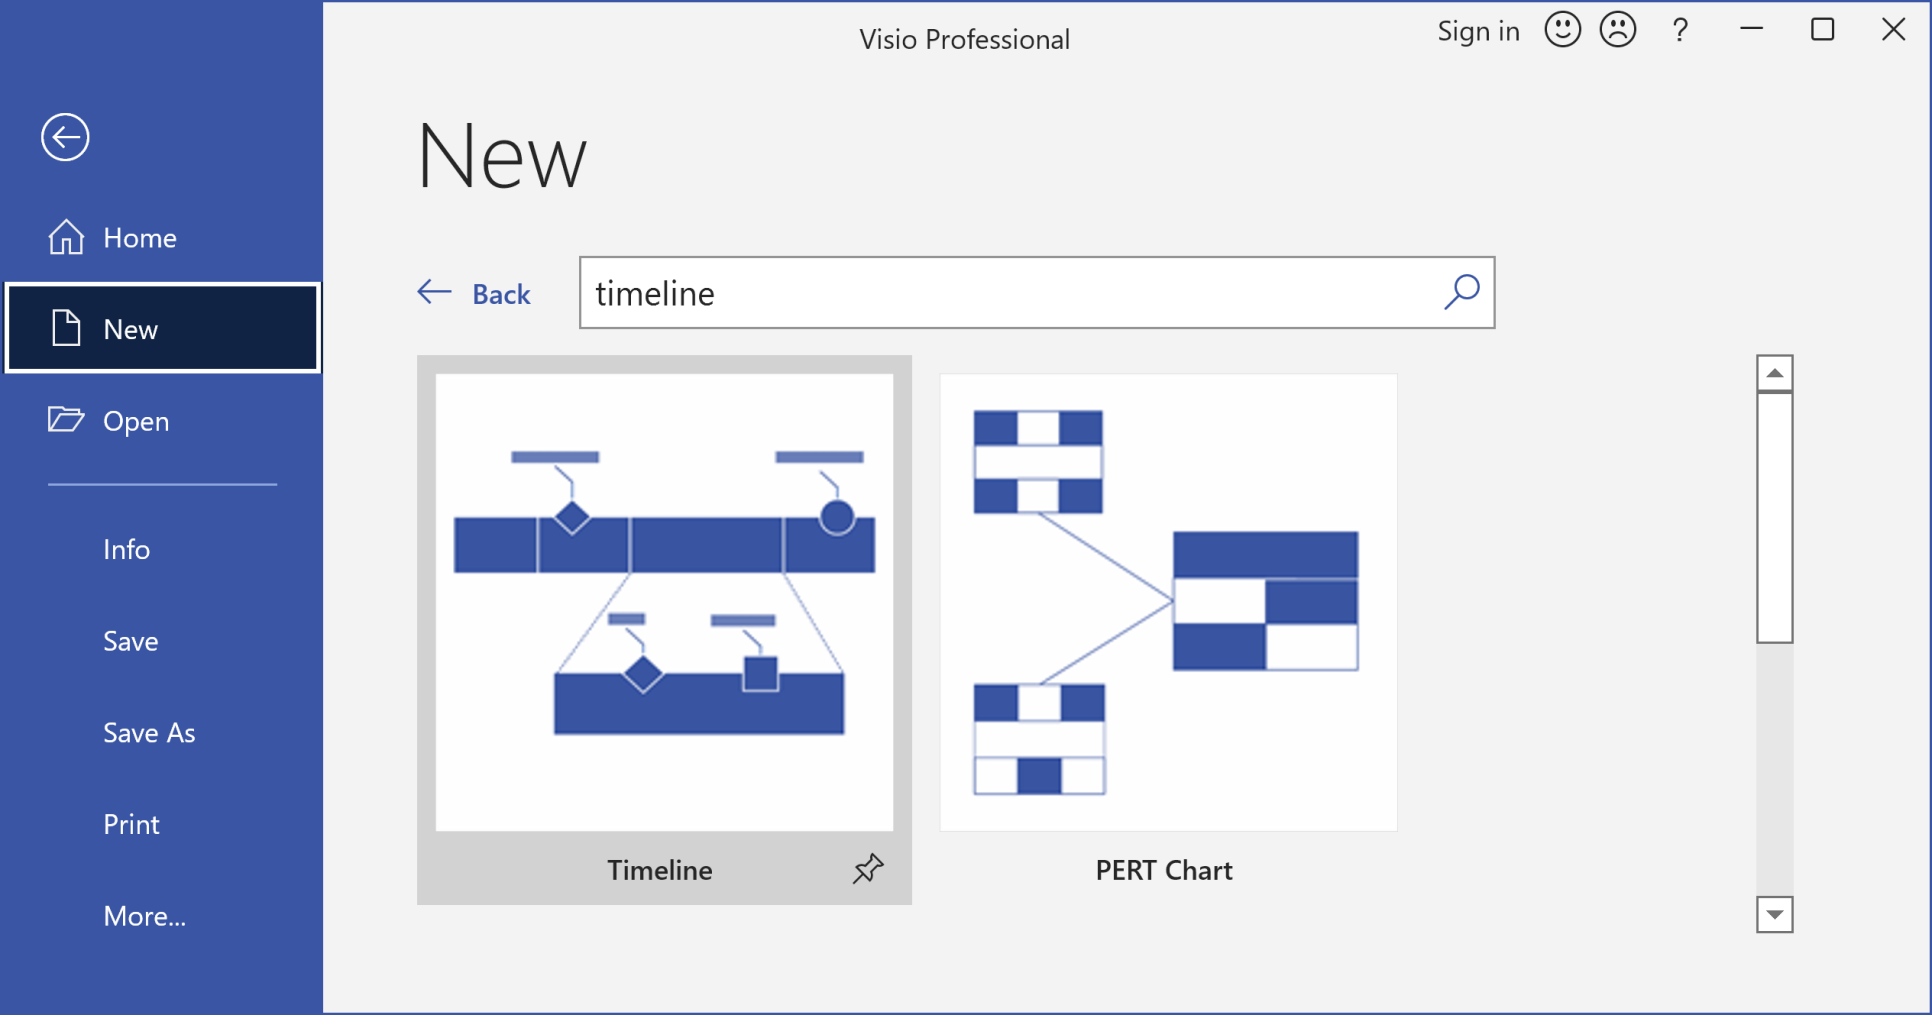 Visio Professional
Sign in
?
New
Home
New
Open
Info
Save
Save As
Print
More...
Back
timeline
Timeline
PERT Chart